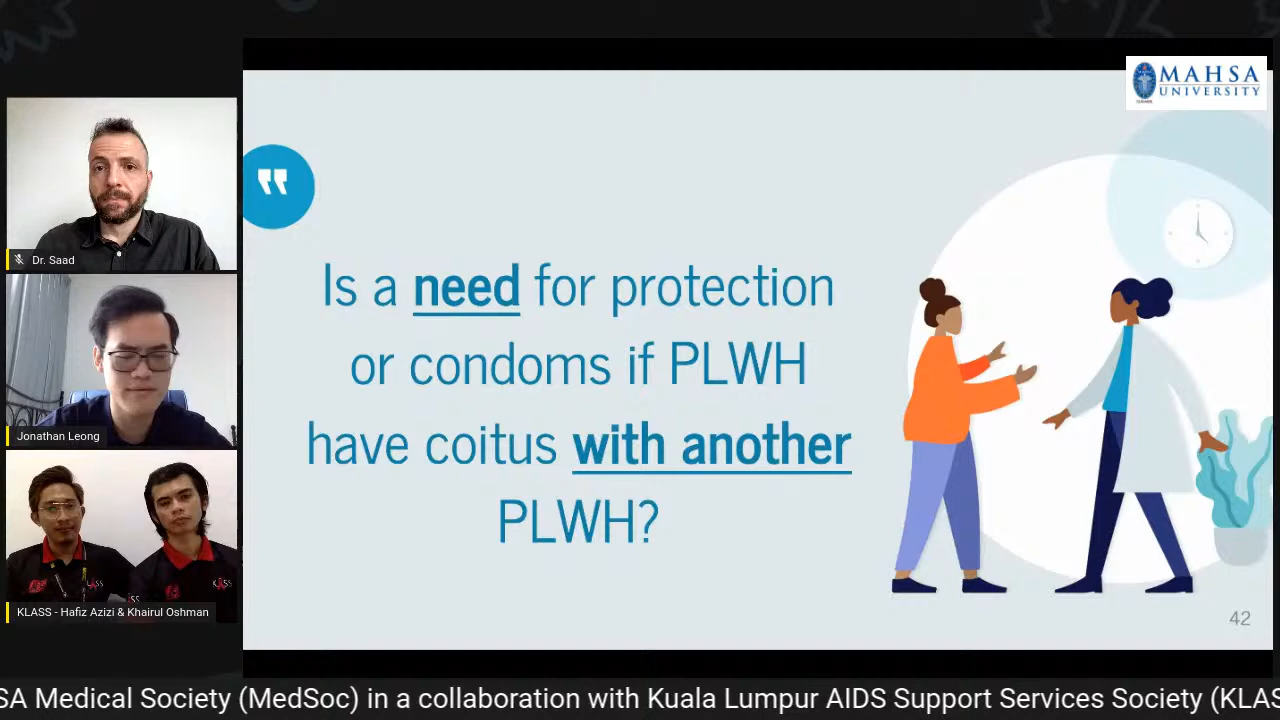 MAHSA
UNIVERSITY
Dr. Saad
Jonathan Leong
KLASS - Hafiz Azizi & Khairul Oshman
Is a need for protection
or condoms if PLWH
have coitus with another
PLWH?
42
SA Medical Society (MedSoc) in a collaboration with Kuala Lumpur AIDS Support Services Society (KLAS